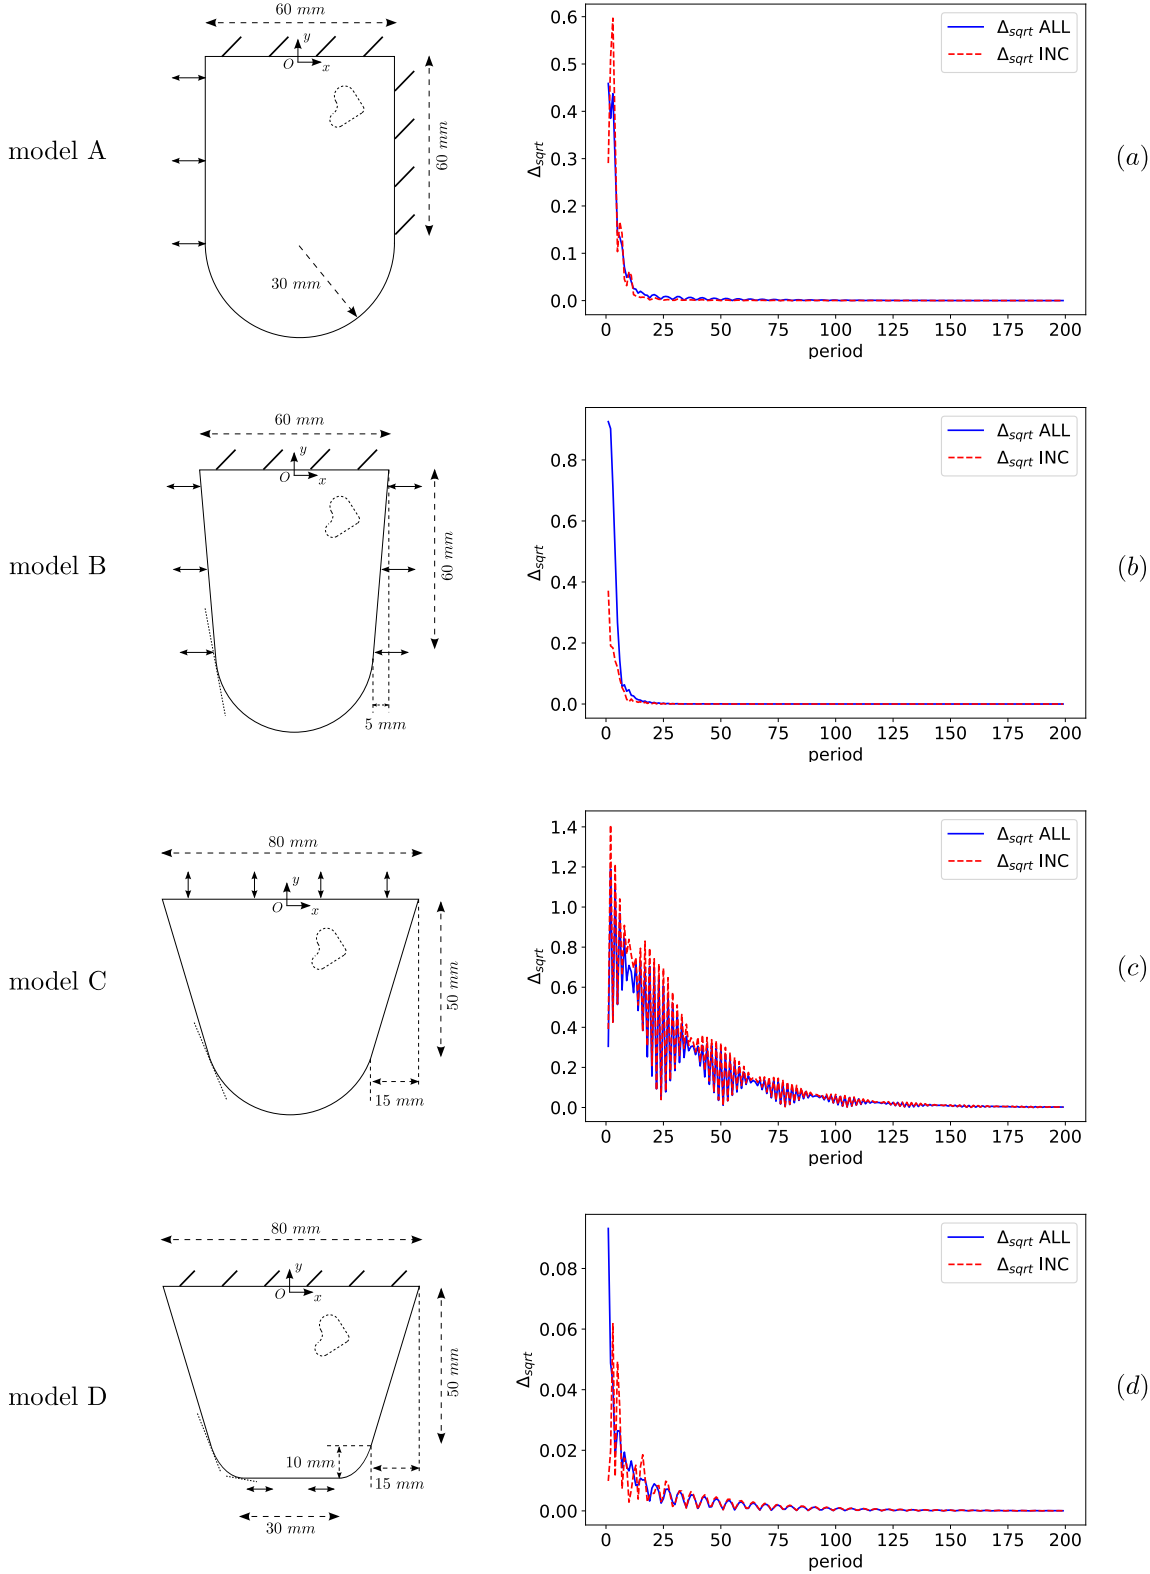 model A
60 mm
y
O
x
60 mm
30 mm
0.6
0.5
0.4
0.3
0.2
0.1
0.0
Δsqrt
Δsqrt ALL
Δsqrt INC
0 25 50 75 100 125 150 175 200
period
(a)
model B
60 mm
y
O
x
60 mm
5 mm
0.8
0.6
0.4
0.2
0.0
Δsqrt
Δsqrt ALL
Δsqrt INC
0 25 50 75 100 125 150 175 200
period
(b)
model C
80 mm
y
O
x
50 mm
15 mm
1.4
1.2
1.0
0.8
0.6
0.4
0.2
0.0
Δsqrt
Δsqrt ALL
Δsqrt INC
0 25 50 75 100 125 150 175 200
period
(c)
model D
80 mm
y
O
x
50 mm
10 mm
15 mm
30 mm
0.08
0.06
0.04
0.02
0.00
Δsqrt
Δsqrt ALL
Δsqrt INC
0 25 50 75 100 125 150 175 200
period
(d)